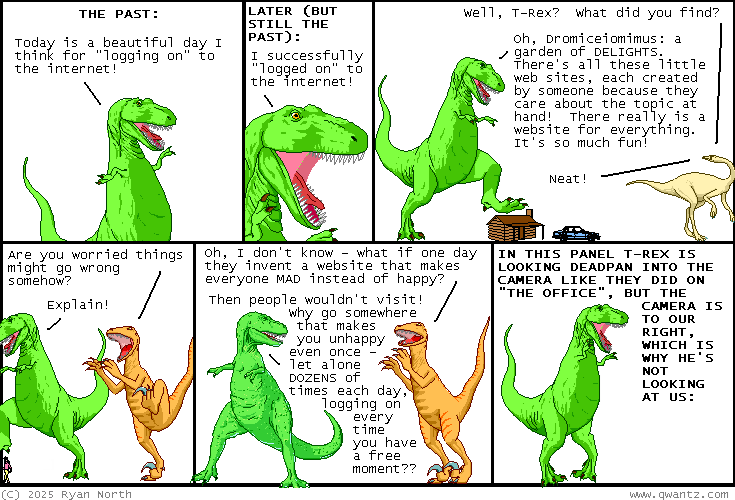 THE PAST:
Today is a beautiful day I
think for "logging on" to
the internet!
LATER (BUT
STILL THE
PAST):
I successfully
"logged on" to
the internet!
Well, T-Rex?  What did you find?
Oh, Dromiceiomimus: a
garden of DELIGHTS.
There's all these little
web sites, each created
by someone because they
care about the topic at
hand!  There really is a
website for everything.
It's so much fun!
Neat!
Are you worried things
might go wrong
somehow?
Explain!
Oh, I don't know – what if one day
they invent a website that makes
everyone MAD instead of happy?
Then people wouldn't visit!
Why go somewhere
that makes
you unhappy
even once –
let alone
DOZENS of
times each day,
logging on
every
time
you have
a free
moment??
IN THIS PANEL T-REX IS
LOOKING DEADPAN INTO THE
CAMERA LIKE THEY DID ON
"THE OFFICE", BUT THE
CAMERA IS
TO OUR
RIGHT,
WHICH IS
WHY HE'S
NOT
LOOKING
AT US:
(C) 2025 Ryan North
www.qwantz.com